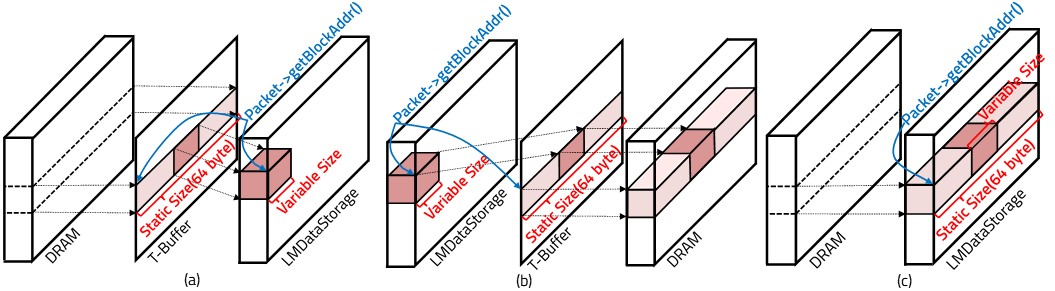 Packet->getBlockAddr()
Static Size(64 byte)
Variable Size
DRAM
T-Buffer
LMDataStorage
(a)
Packet->getBlockAddr()
Variable Size
Static Size(64 byte)
LMDataStorage
T-Buffer
DRAM
(b)
Packet->getBlockAddr()
Variable Size
Static Size(64 byte)
DRAM
LMDataStorage
(c)